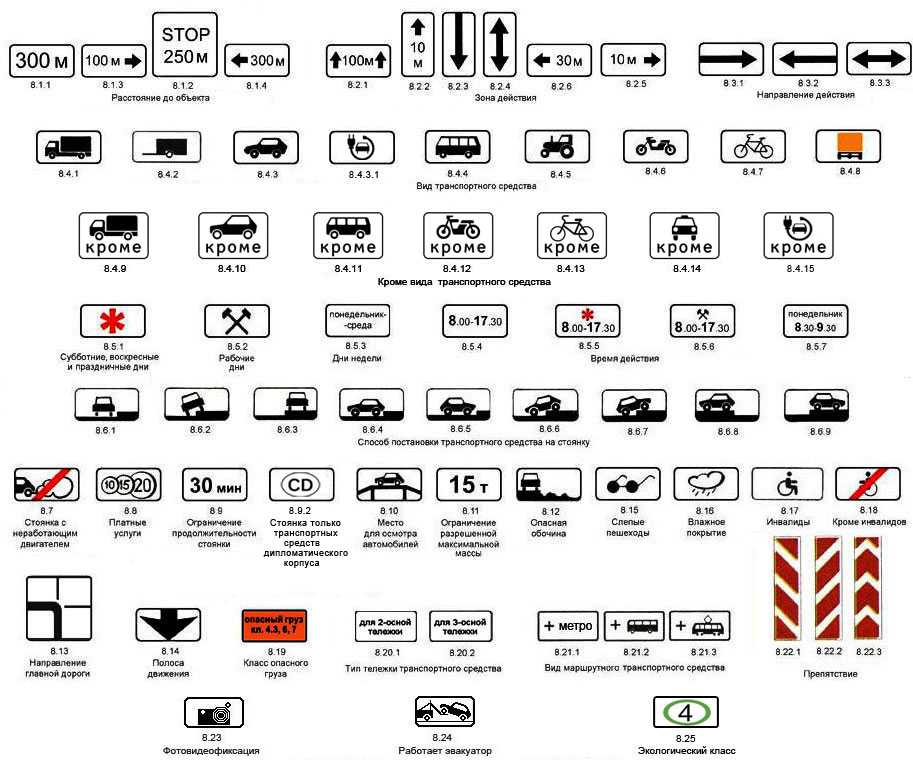 STOP
300 м
100 м
250 м
300 м
100м
10
м
30 м
10 м
8.1.1
8.1.3
8.1.2
8.1.4
8.2.1
8.2.2
8.2.3
8.2.4
8.2.6
8.2.5
8.3.1
8.3.2
8.3.3
Расстояние до объекта
Зона действия
Направление действия
8.4.1
8.4.2
8.4.3
8.4.3.1
8.4.4
8.4.5
8.4.6
8.4.7
8.4.8
Вид транспортного средства
кроме
кроме
кроме
кроме
кроме
кроме
кроме
8.4.9
8.4.10
8.4.11
8.4.12
8.4.13
8.4.14
8.4.15
Кроме вида транспортного средства
понедельник-
-среда
8.00-17.30
8.00-17.30
8.00-17.30
понедельник
8.30-9.30
8.5.1
8.5.2
8.5.3
8.5.4
8.5.5
8.5.6
8.5.7
Субботние, воскресные
и праздничные дни
Рабочие
дни
Дни недели
Время действия
8.6.1
8.6.2
8.6.3
8.6.4
8.6.5
8.6.6
8.6.7
8.6.8
8.6.9
Способ постановки транспортного средства на стоянку
10 15 20
30 мин
CD
15 т
8.7
8.8
8.9
8.9.2
8.10
8.11
8.12
8.15
8.16
8.17
8.18
Стоянка с
неработающим
двигателем
Платные
услуги
Ограничение
продолжительности
стоянки
Стоянка только
транспортных
средств
дипломатического
корпуса
Место
для осмотра
автомобилей
Ограничение
разрешенной
максимальной
массы
Опасная
обочина
Слепые
пешеходы
Влажное
покрытие
Инвалиды
Кроме инвалидов
опасный груз
кл. 4.3, 6, 7
для 2-осной
тележки
для 3-осной
тележки
+ метро
+
+
8.13
8.14
8.19
8.20.1
8.20.2
8.21.1
8.21.2
8.21.3
8.22.1
8.22.2
8.22.3
Направление
главной дороги
Полоса
движения
Класс опасного
груза
Тип тележки транспортного средства
Вид маршрутного транспортного средства
Препятствие
4
8.23
8.24
8.25
Фотовидеофиксация
Работает эвакуатор
Экологический класс